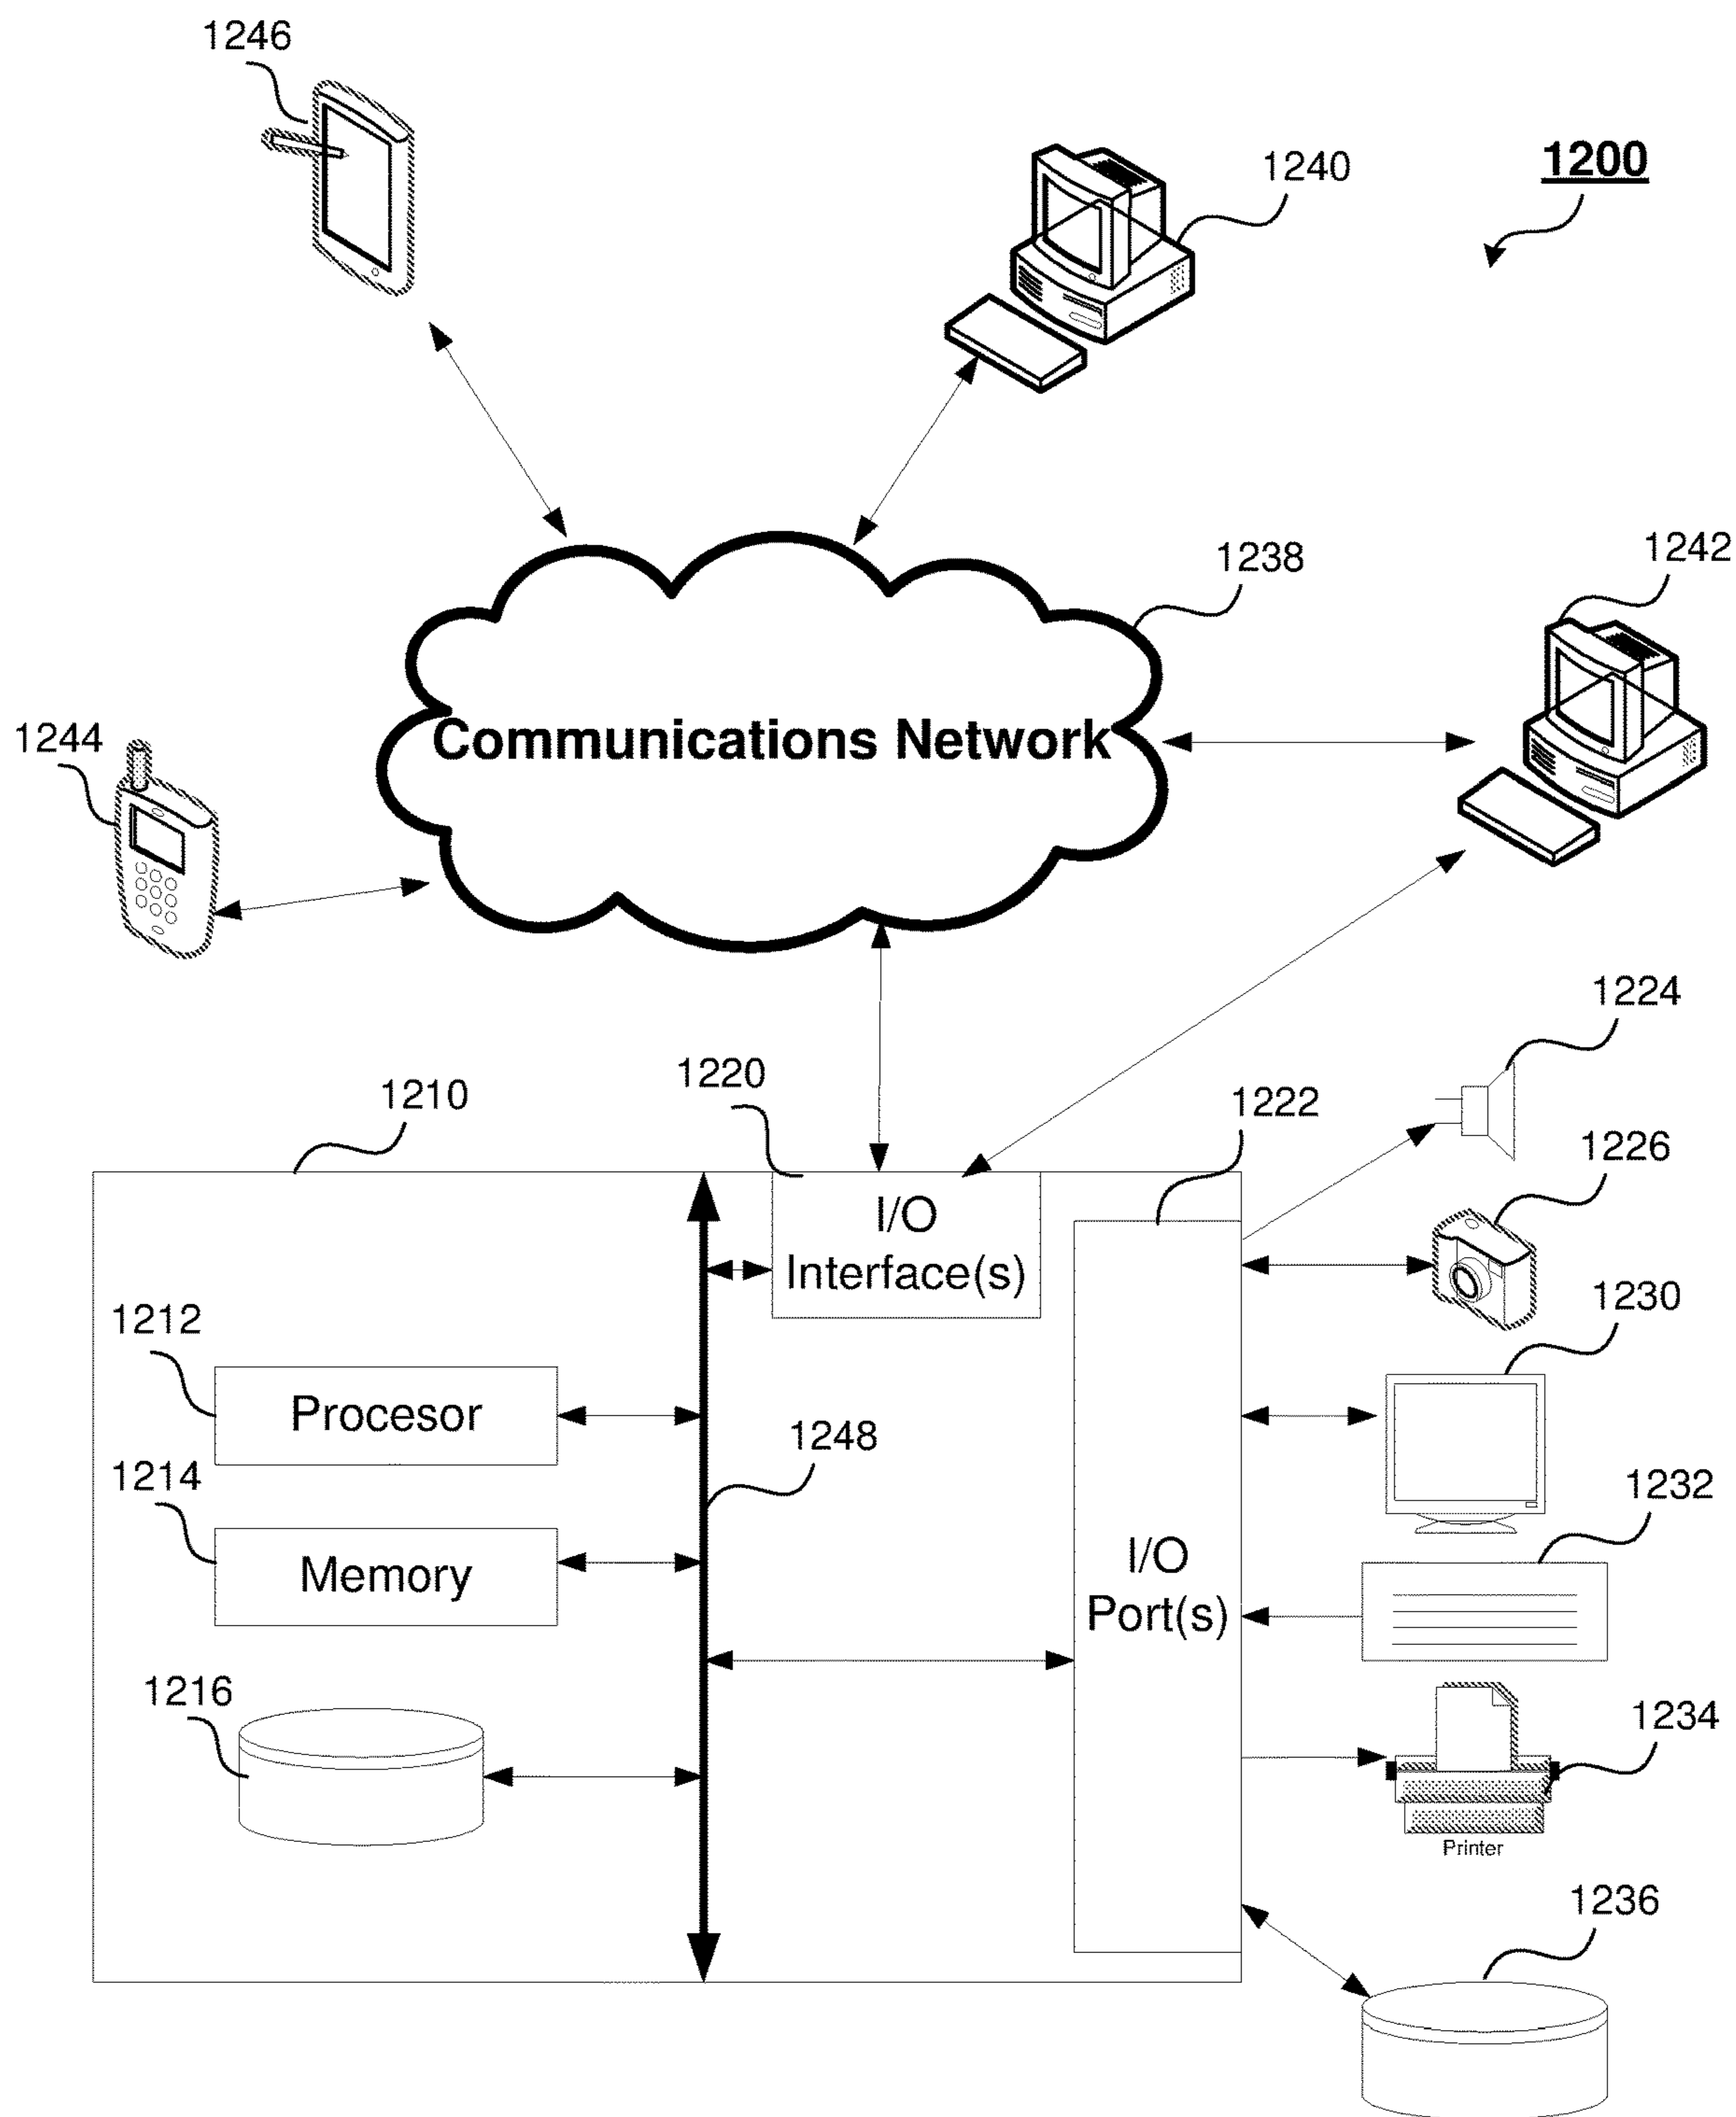 1246
1240
1200
1238
1242
Communications Network
1244
1224
1220
1210
1222
1226
I/O
Interface(s)
1230
1212
Procesor
1248
1214
1232
Memory
I/O
Port(s)
1216
1234
Printer
1236